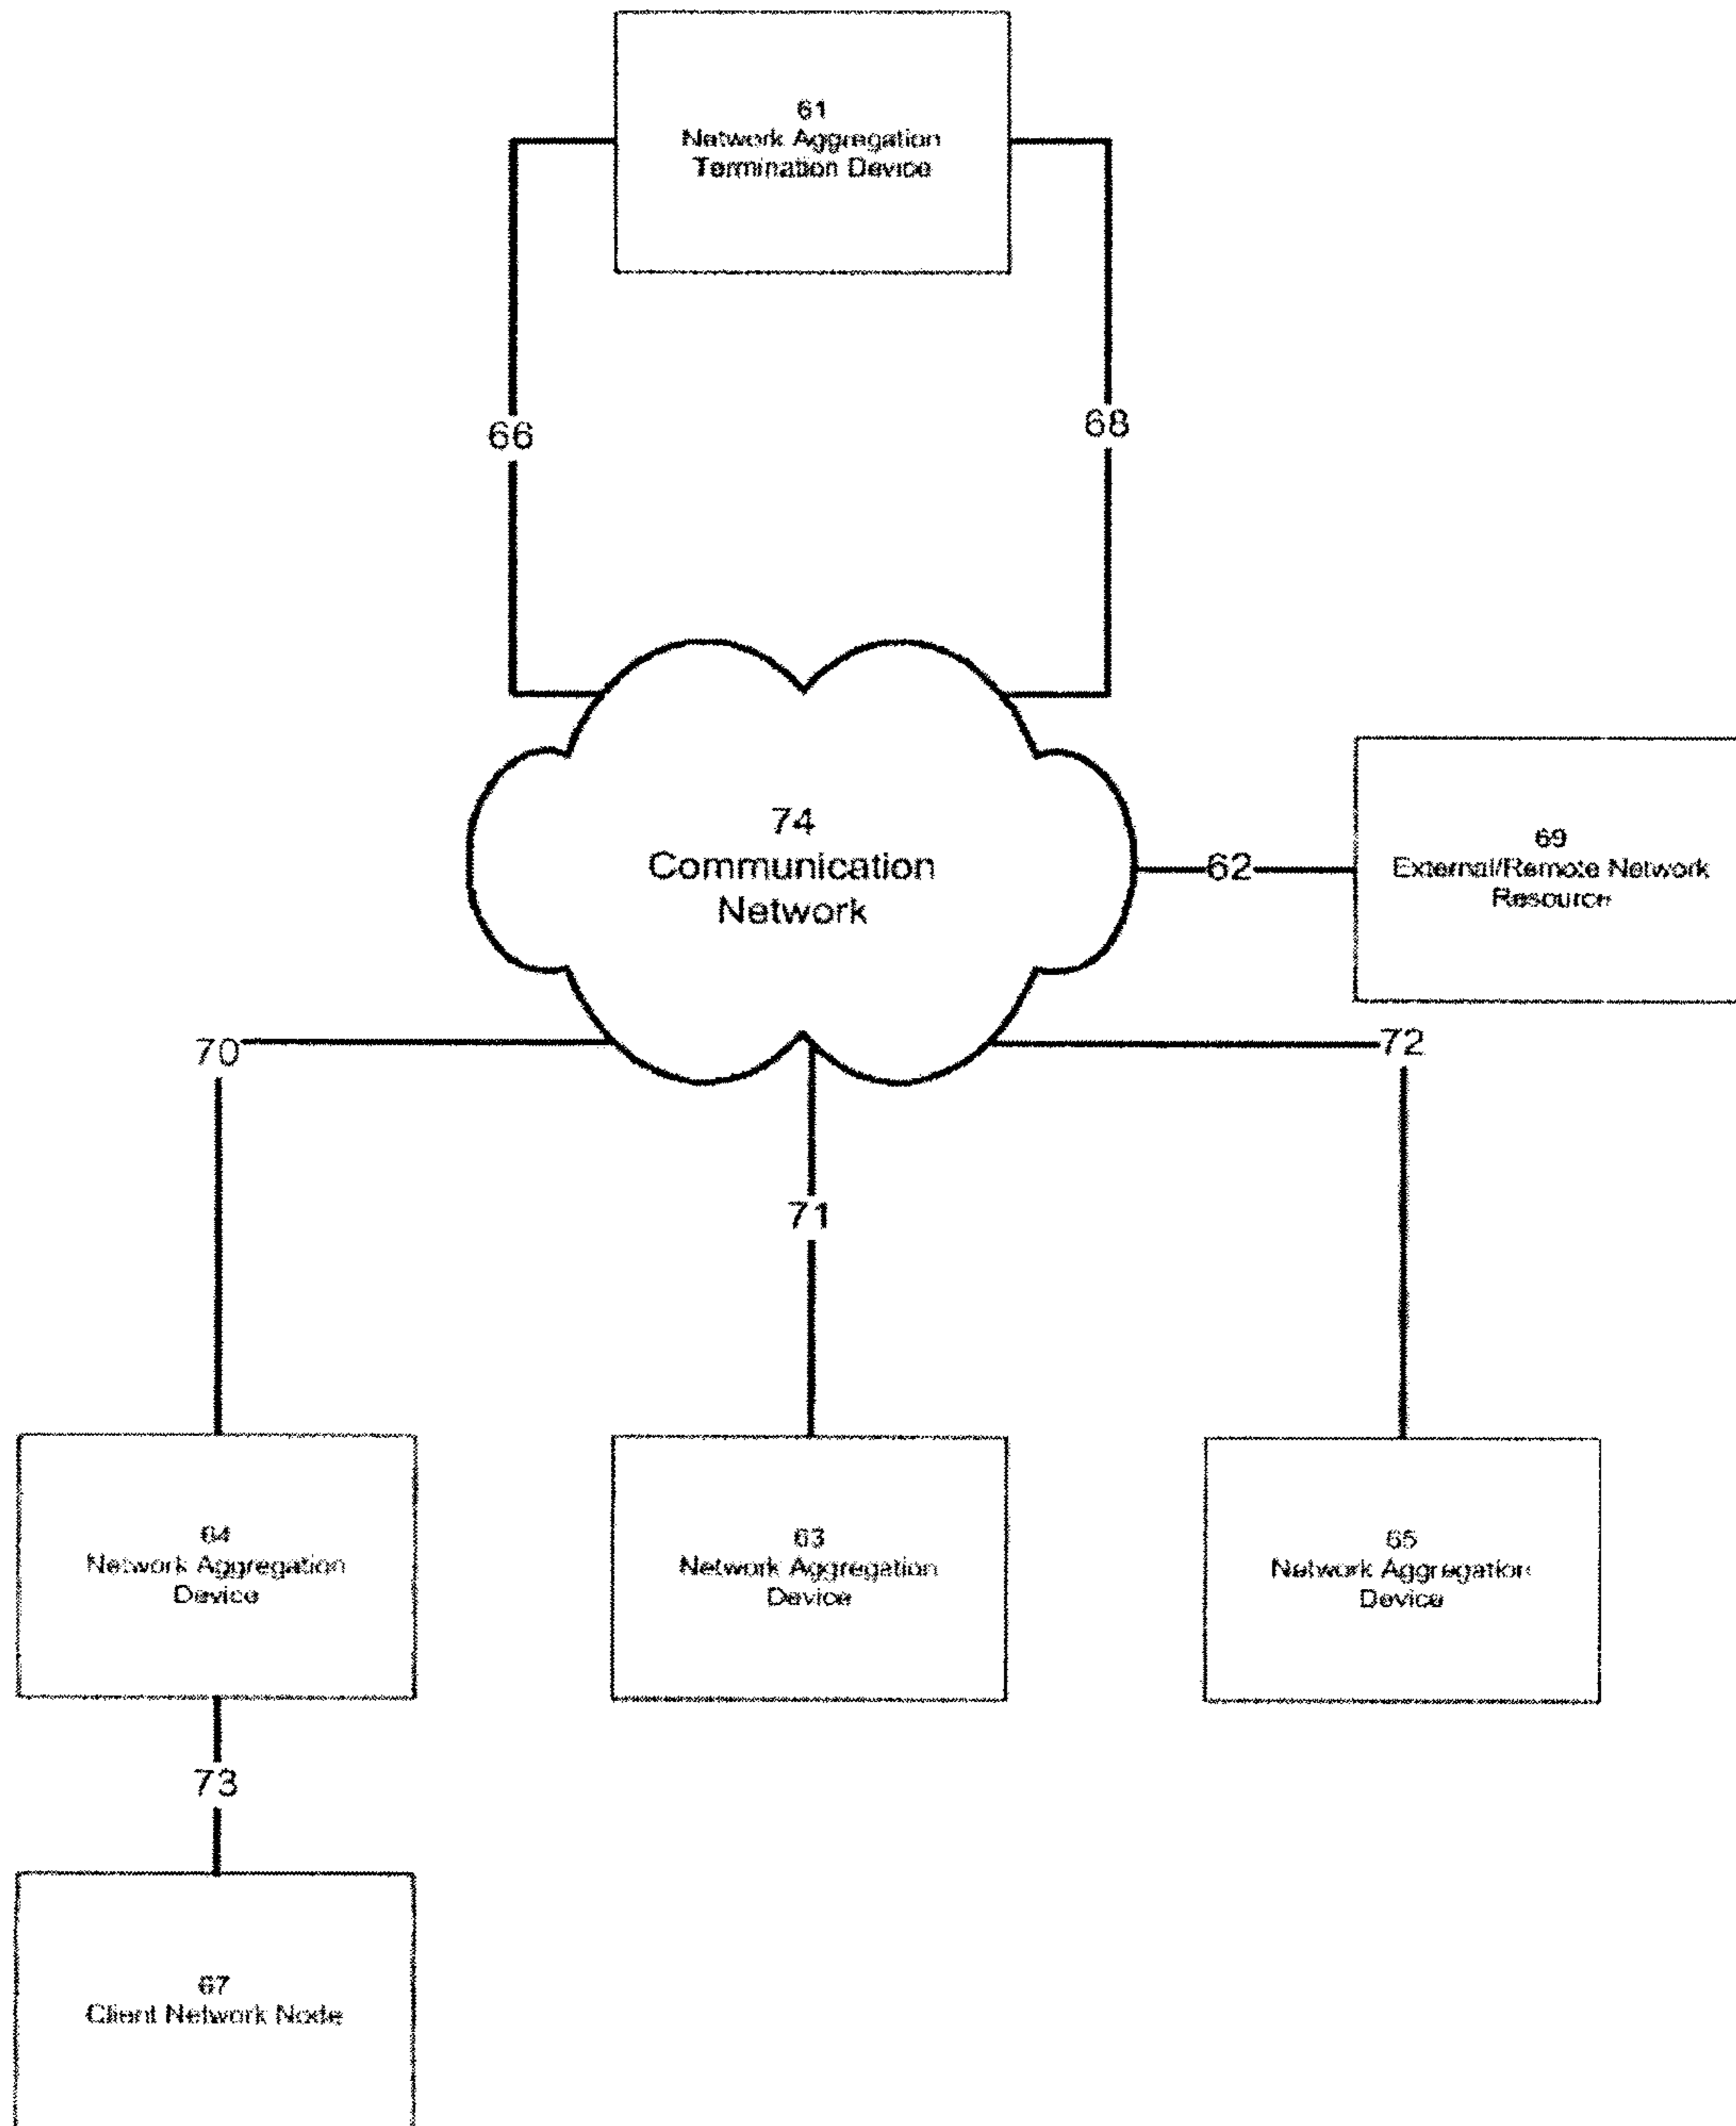 61
Network Aggregation
Termination Device
66
68
74
Communication
Network
62
69
External/Remote Network
Resource
70
72
71
64
Network Aggregation
Device
63
Network Aggregation
Device
65
Network Aggregation
Device
73
67
Client Network Node